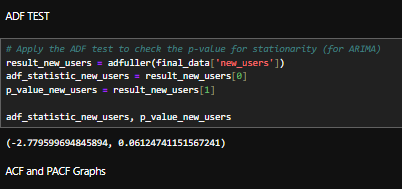 ADF TEST
# Apply the ADF test to check the p-value for stationarity (for ARIMA)
result_new_users = adfuller(final_data['new_users'])
adf_statistic_new_users = result_new_users[0]
p_value_new_users = result_new_users[1]
adf_statistic_new_users, p_value_new_users
(-2.779599694845894, 0.06124741151567241)
ACF and PACF Graphs